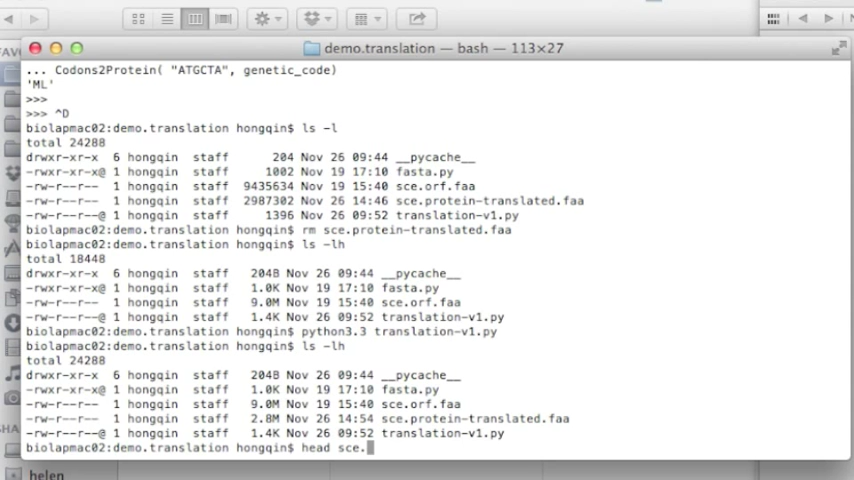 demo.translation — bash — 113×27
... Codons2Protein( "ATGCTA", genetic_code)
'ML'
>>>
>>> ^D
biolapmac02:demo.translation hongqin$ ls -l
total 24288
drwxr-xr-x  6 hongqin  staff      204 Nov 26 09:44 __pycache__
-rwxr-xr-x@ 1 hongqin  staff     1002 Nov 19 17:10 fasta.py
-rw-r--r--  1 hongqin  staff  9435634 Nov 19 15:40 sce.orf.faa
-rw-r--r--  1 hongqin  staff  2987302 Nov 26 14:46 sce.protein-translated.faa
-rw-r--r--@ 1 hongqin  staff     1396 Nov 26 09:52 translation-v1.py
biolapmac02:demo.translation hongqin$ rm sce.protein-translated.faa
biolapmac02:demo.translation hongqin$ ls -lh
total 18448
drwxr-xr-x  6 hongqin  staff   204B Nov 26 09:44 __pycache__
-rwxr-xr-x@ 1 hongqin  staff   1.0K Nov 19 17:10 fasta.py
-rw-r--r--  1 hongqin  staff   9.0M Nov 19 15:40 sce.orf.faa
-rw-r--r--@ 1 hongqin  staff   1.4K Nov 26 09:52 translation-v1.py
biolapmac02:demo.translation hongqin$ python3.3 translation-v1.py
biolapmac02:demo.translation hongqin$ ls -lh
total 24288
drwxr-xr-x  6 hongqin  staff   204B Nov 26 09:44 __pycache__
-rwxr-xr-x@ 1 hongqin  staff   1.0K Nov 19 17:10 fasta.py
-rw-r--r--  1 hongqin  staff   9.0M Nov 19 15:40 sce.orf.faa
-rw-r--r--  1 hongqin  staff   2.8M Nov 26 14:54 sce.protein-translated.faa
-rw-r--r--@ 1 hongqin  staff   1.4K Nov 26 09:52 translation-v1.py
biolapmac02:demo.translation hongqin$ head sce.
helen